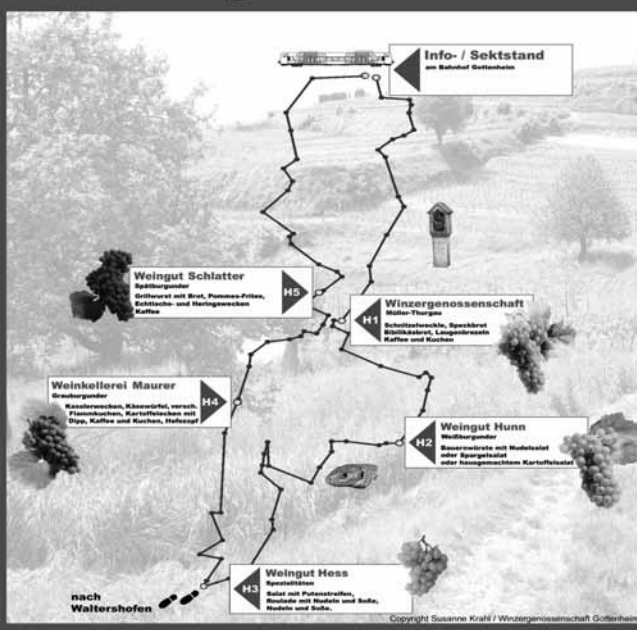 Info- / Sektstand
am Bahnhof Gottenheim
Weingut Schlatter
Spätburgunder
Grillwurst mit Brot, Pommes-Frites,
Echtlachs- und Heringswecken
Kaffee
H5
H1
Winzergenossenschaft
Müller-Thurgau
Schnitzelweckle, Speckbrot
Bibiliskäsbrot, Laugenbrezeln
Kaffee und Kuchen
Weinkellerei Maurer
Grauburgunder
Kasslerwecken, Käsewürfel, versch.
Flammkuchen, Kartoffelecken mit
Dipp, Kaffee und Kuchen, Hefezopf
H4
H2
Weingut Hunn
Weißburgunder
Bauernwürste mit Nudelsalat
oder Spargelsalat
oder hausgemachtem Kartoffelsalat
H3
Weingut Hess
Spezialitäten
Salat mit Putenstreifen,
Roulade mit Nudeln und Soße,
Nudeln und Soße.
nach
Waltershofen
Copyright Susanne Krahl / Winzergenossenschaft Gottenheim